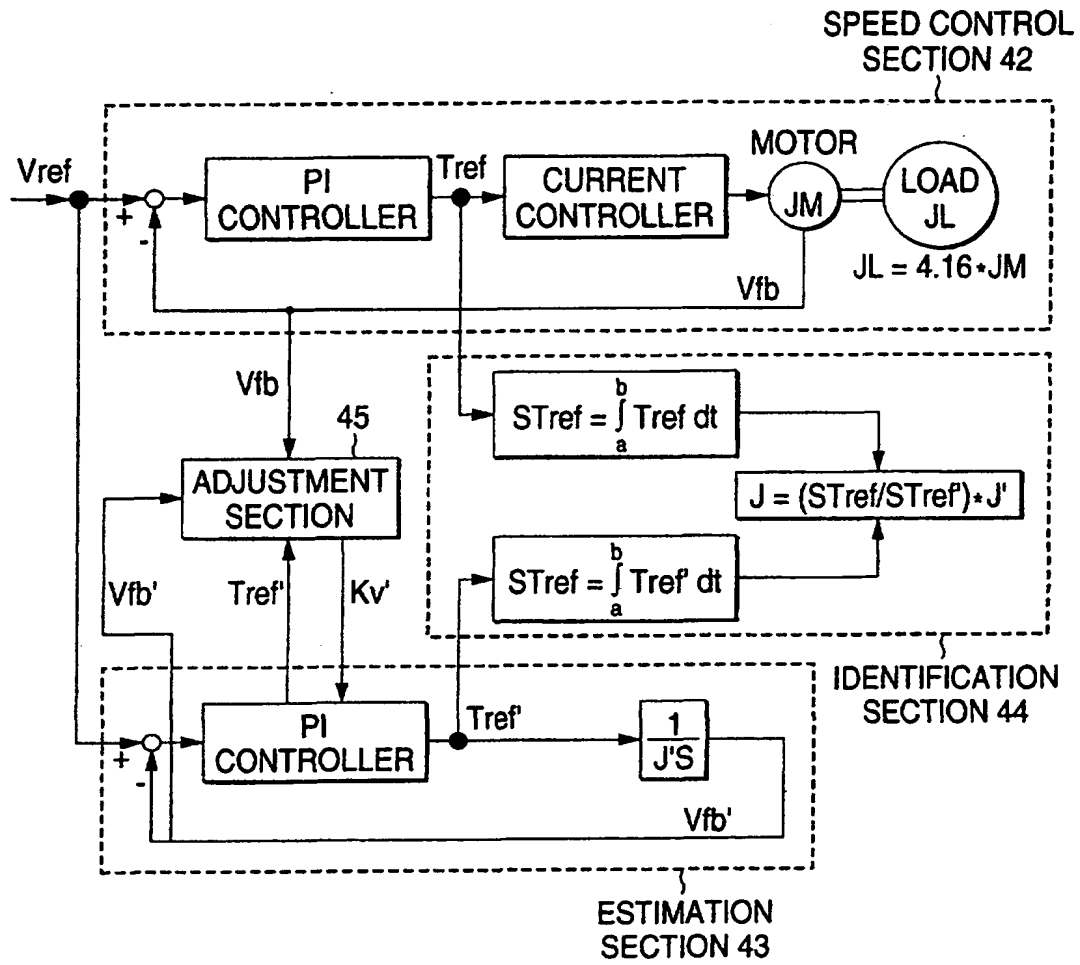 SPEED CONTROL
SECTION 42
Vref
+
-
PI
CONTROLLER
Tref
CURRENT
CONTROLLER
MOTOR
JM
LOAD
JL
JL = 4.16*JM
Vfb
Vfb
45
ADJUSTMENT
SECTION
Vfb'
Tref'
Kv'
STref = ∫ab Tref dt
J = (STref/STref')*J'
STref = ∫ab Tref' dt
IDENTIFICATION
SECTION 44
+
-
PI
CONTROLLER
Tref'
1
J'S
Vfb'
ESTIMATION
SECTION 43